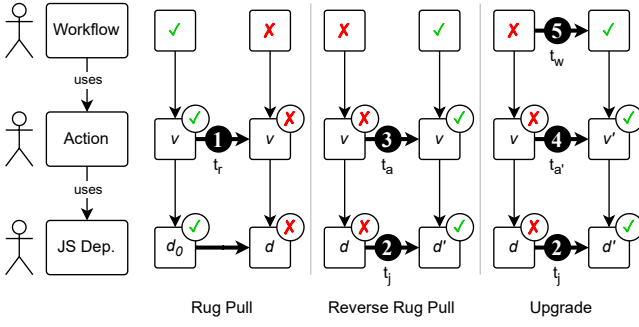 Workflow
✓ ✗ ✗ ✓ ✗ 5 ✓
t_w
uses
Action
v ✓ 1 v ✗ v ✗ 3 v ✓ v ✗ 4 v' ✓
t_r t_a t_a'
uses
JS Dep.
d_0 ✓ d ✗ d ✗ 2 d' ✓ d ✗ 2 d' ✓
t_j t_j
Rug Pull Reverse Rug Pull Upgrade